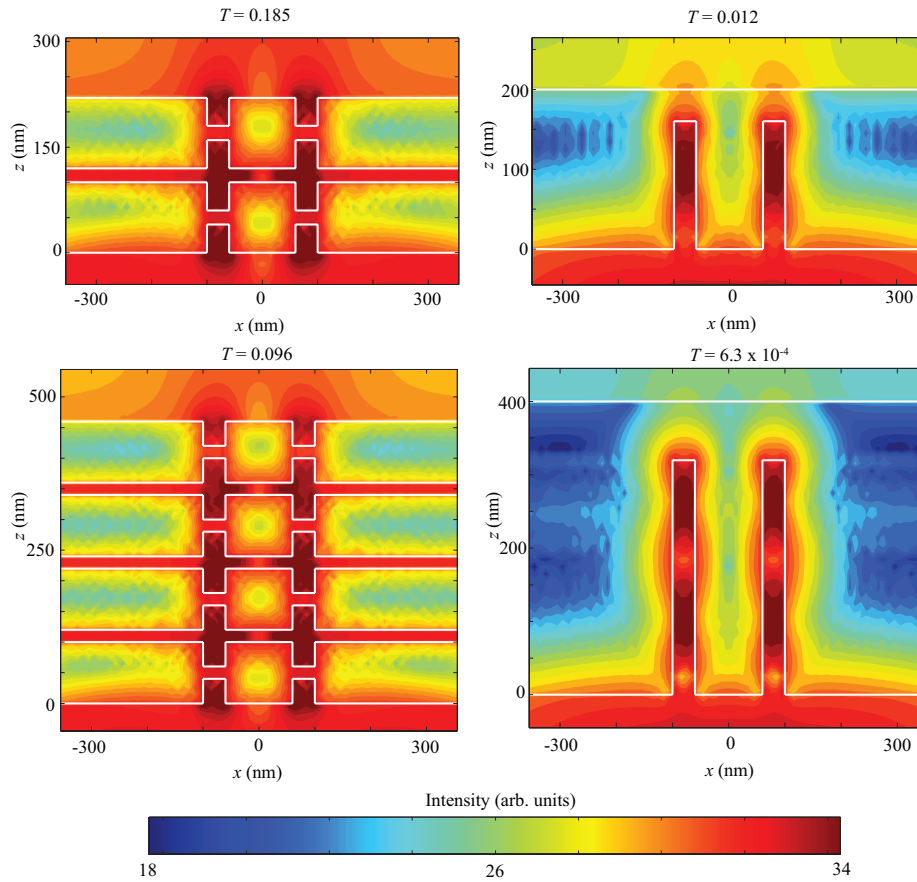 T = 0.185
300
150
0
z (nm)
-300
0
300
x (nm)
T = 0.012
200
100
0
z (nm)
-300
0
300
x (nm)
T = 0.096
500
250
0
z (nm)
-300
0
300
x (nm)
T = 6.3 x 10⁻⁴
400
200
0
z (nm)
-300
0
300
x (nm)
Intensity (arb. units)
18
26
34